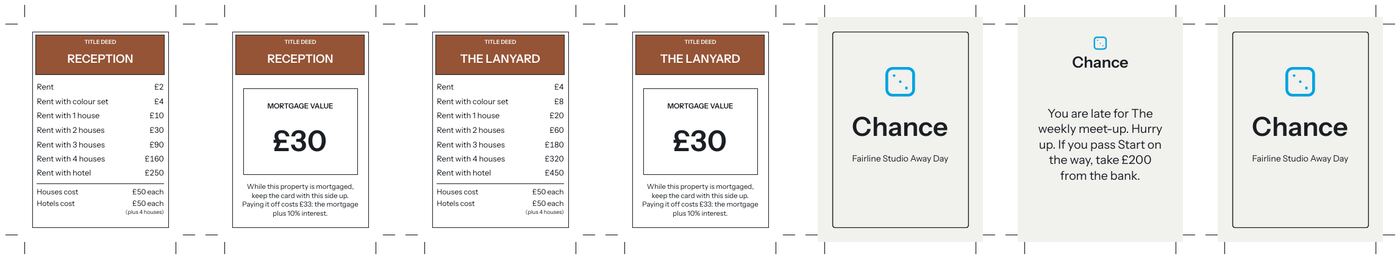 TITLE DEED
RECEPTION
Rent £2
Rent with colour set £4
Rent with 1 house £10
Rent with 2 houses £30
Rent with 3 houses £90
Rent with 4 houses £160
Rent with hotel £250
Houses cost £50 each
Hotels cost £50 each
(plus 4 houses)
TITLE DEED
RECEPTION
MORTGAGE VALUE
£30
While this property is mortgaged,
keep the card with this side up.
Paying it off costs £33: the mortgage
plus 10% interest.
TITLE DEED
THE LANYARD
Rent £4
Rent with colour set £8
Rent with 1 house £20
Rent with 2 houses £60
Rent with 3 houses £180
Rent with 4 houses £320
Rent with hotel £450
Houses cost £50 each
Hotels cost £50 each
(plus 4 houses)
TITLE DEED
THE LANYARD
MORTGAGE VALUE
£30
While this property is mortgaged,
keep the card with this side up.
Paying it off costs £33: the mortgage
plus 10% interest.
Chance
Fairline Studio Away Day
Chance
You are late for The
weekly meet-up. Hurry
up. If you pass Start on
the way, take £200
from the bank.
Chance
Fairline Studio Away Day